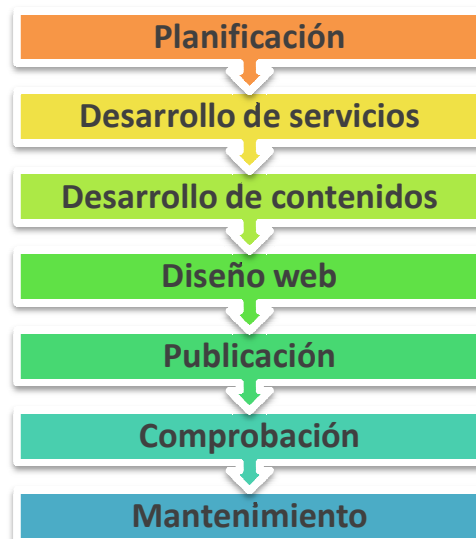 Planificación
Desarrollo de servicios
Desarrollo de contenidos
Diseño web
Publicación
Comprobación
Mantenimiento